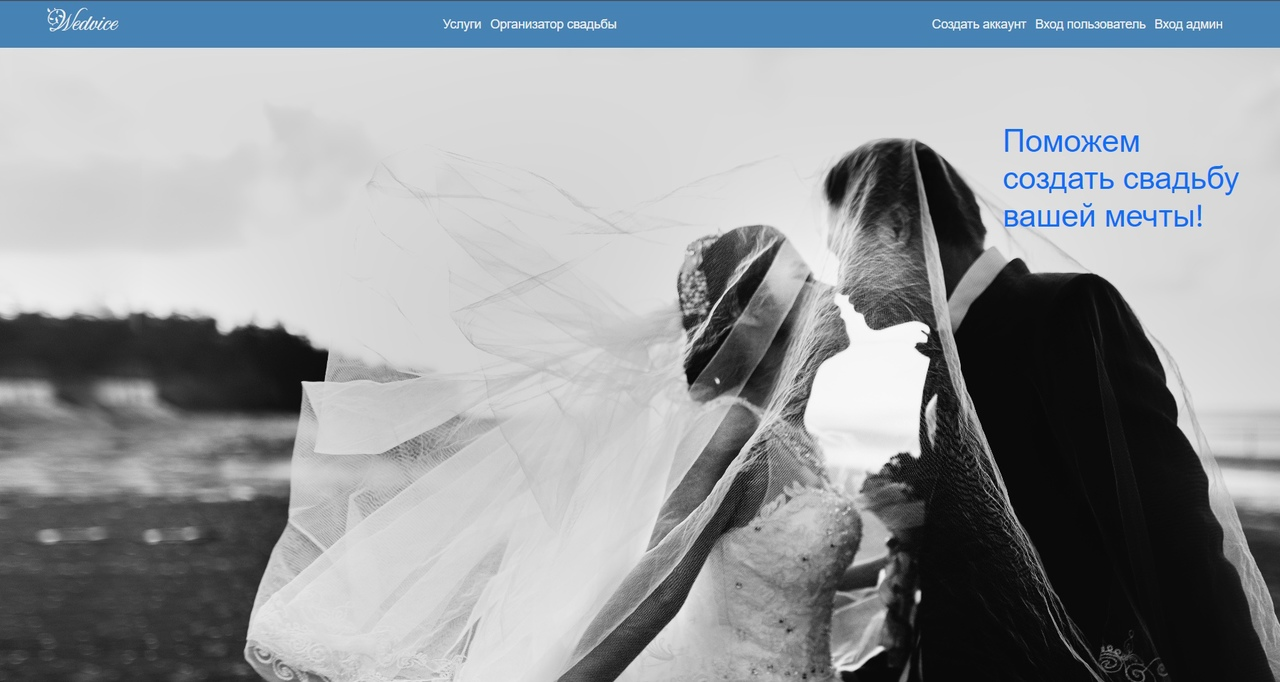 Wedvice
Услуги Организатор свадьбы
Создать аккаунт Вход пользователь Вход админ
Поможем
создать свадьбу
вашей мечты!